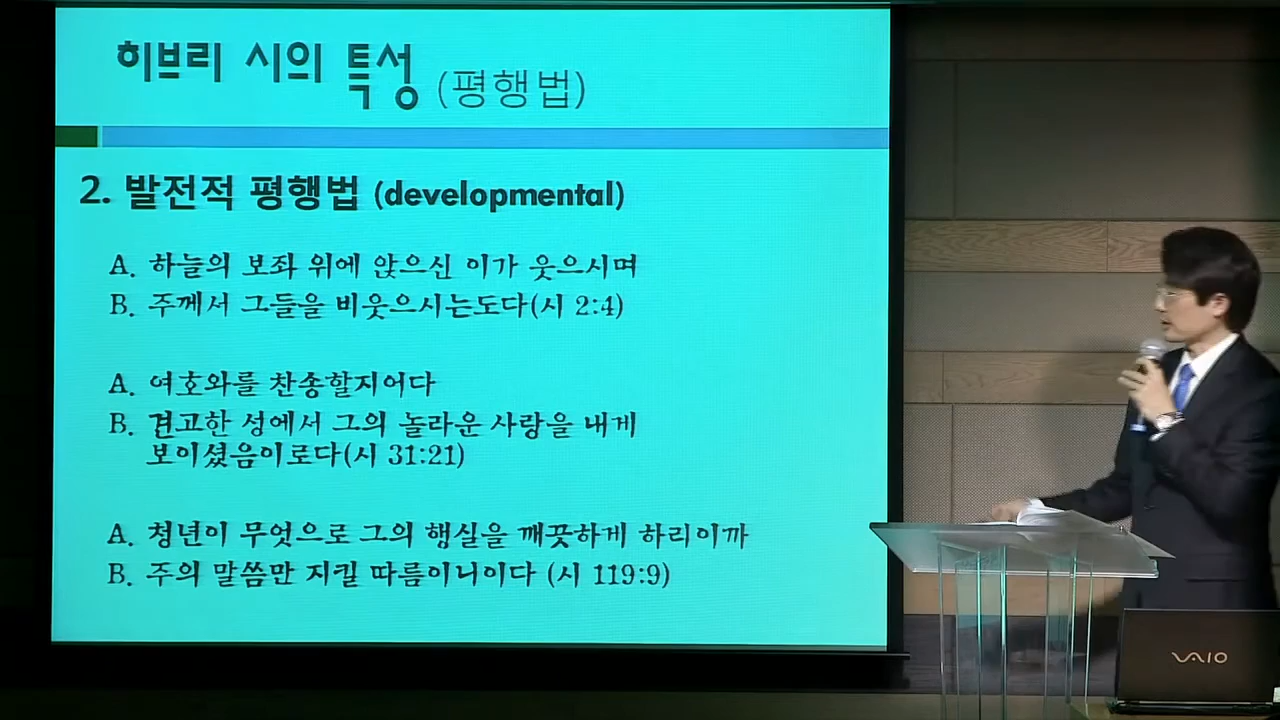 히브리 시의 특성 (평행법)
2. 발전적 평행법 (developmental)
A. 하늘의 보좌 위에 앉으신 이가 웃으시며
B. 주께서 그들을 비웃으시는도다(시 2:4)
A. 여호와를 찬송할지어다
B. 견고한 성에서 그의 놀라운 사랑을 내게
보이셨음이로다(시 31:21)
A. 청년이 무엇으로 그의 행실을 깨끗하게 하리이까
B. 주의 말씀만 지킬 따름이니이다 (시 119:9)
VAIO